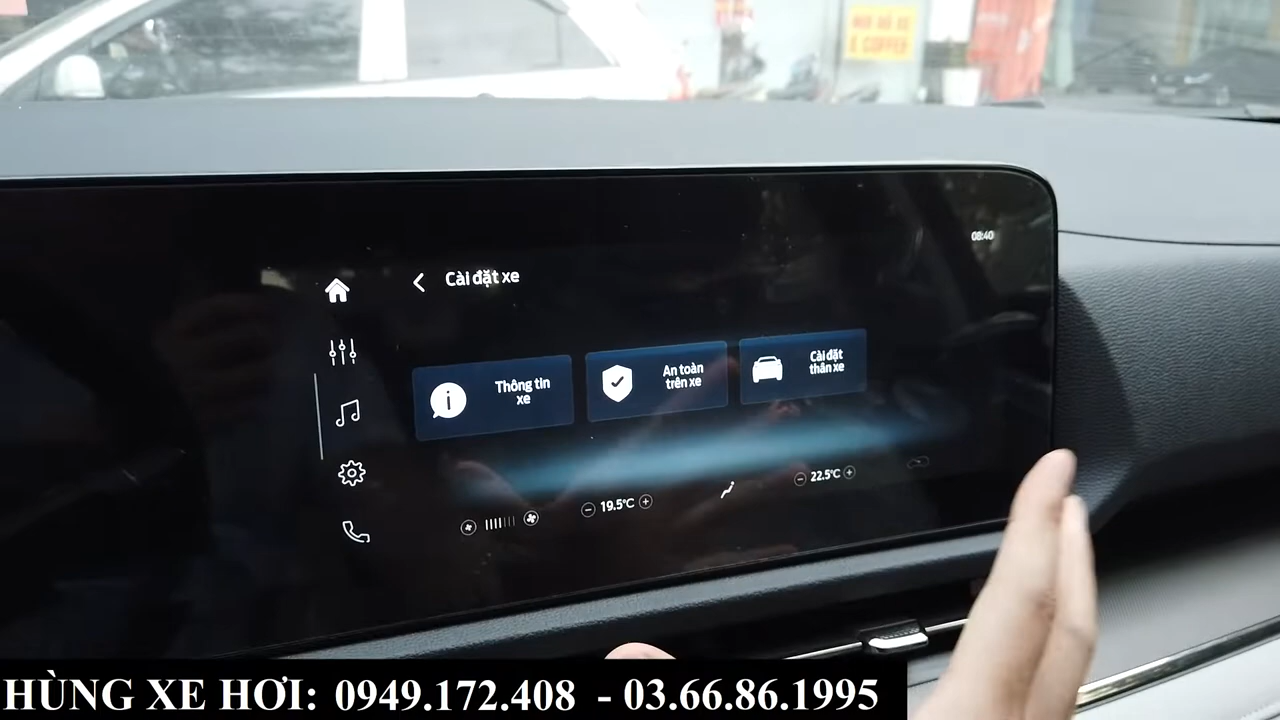 08:40
Cài đặt xe
Thông tin
xe
An toàn
trên xe
Cài đặt
thân xe
19.5°C
22.5°C
HÙNG XE HƠI: 0949.172.408 - 03.66.86.1995